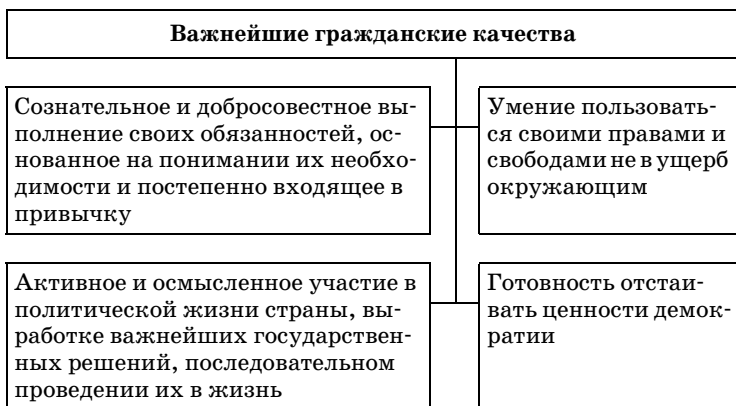 Важнейшие гражданские качества
Сознательное и добросовестное вы-
полнение своих обязанностей, ос-
нованное на понимании их необхо-
димости и постепенно входящее в
привычку
Умение пользовать-
ся своими правами и
свободами не в ущерб
окружающим
Активное и осмысленное участие в
политической жизни страны, вы-
работке важнейших государствен-
ных решений, последовательном
проведении их в жизнь
Готовность отстаи-
вать ценности демок-
ратии